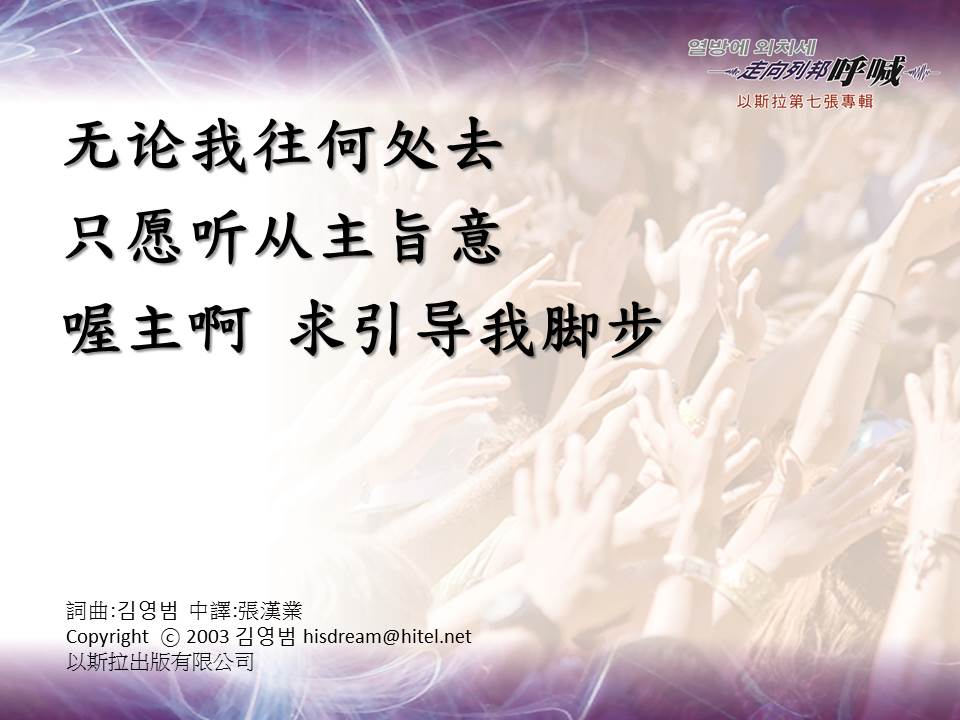 열방에 외치세
走向列邦呼喊
以斯拉第七張專輯
无论我往何处去
只愿听从主旨意
喔主啊 求引导我脚步
詞曲:김영범 中譯:張漢業
Copyright ⓒ 2003 김영범 hisdream@hitel.net
以斯拉出版有限公司